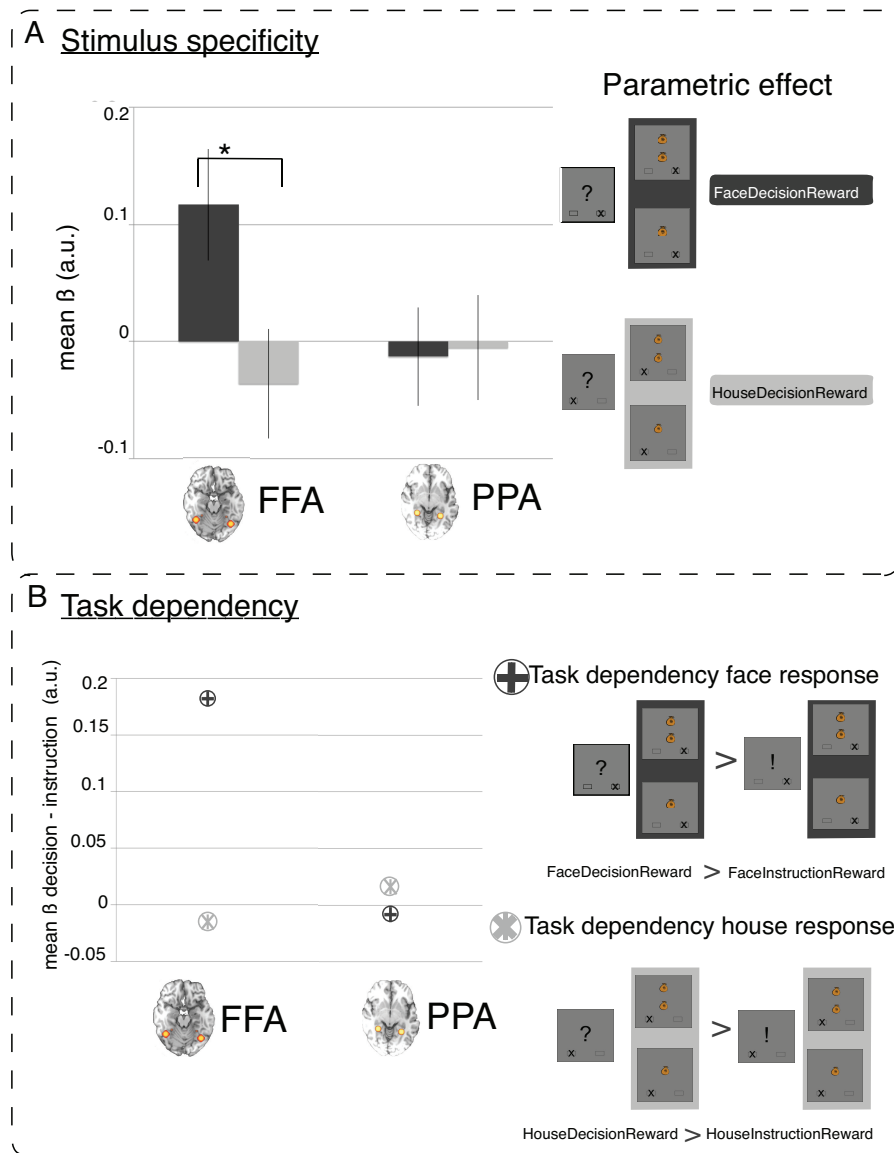 A Stimulus specificity
Parametric effect
mean ß (a.u.)
0.2
0.1
0
-0.1
*
?
x
x
x
FaceDecisionReward
?
x
x
x
HouseDecisionReward
FFA
PPA
B Task dependency
mean ß decision - instruction (a.u.)
0.2
0.15
0.1
0.05
0
-0.05
FFA
PPA
Task dependency face response
?
x
x
x
>
!
x
x
x
FaceDecisionReward > FaceInstructionReward
Task dependency house response
?
x
x
x
>
!
x
x
x
HouseDecisionReward > HouseInstructionReward